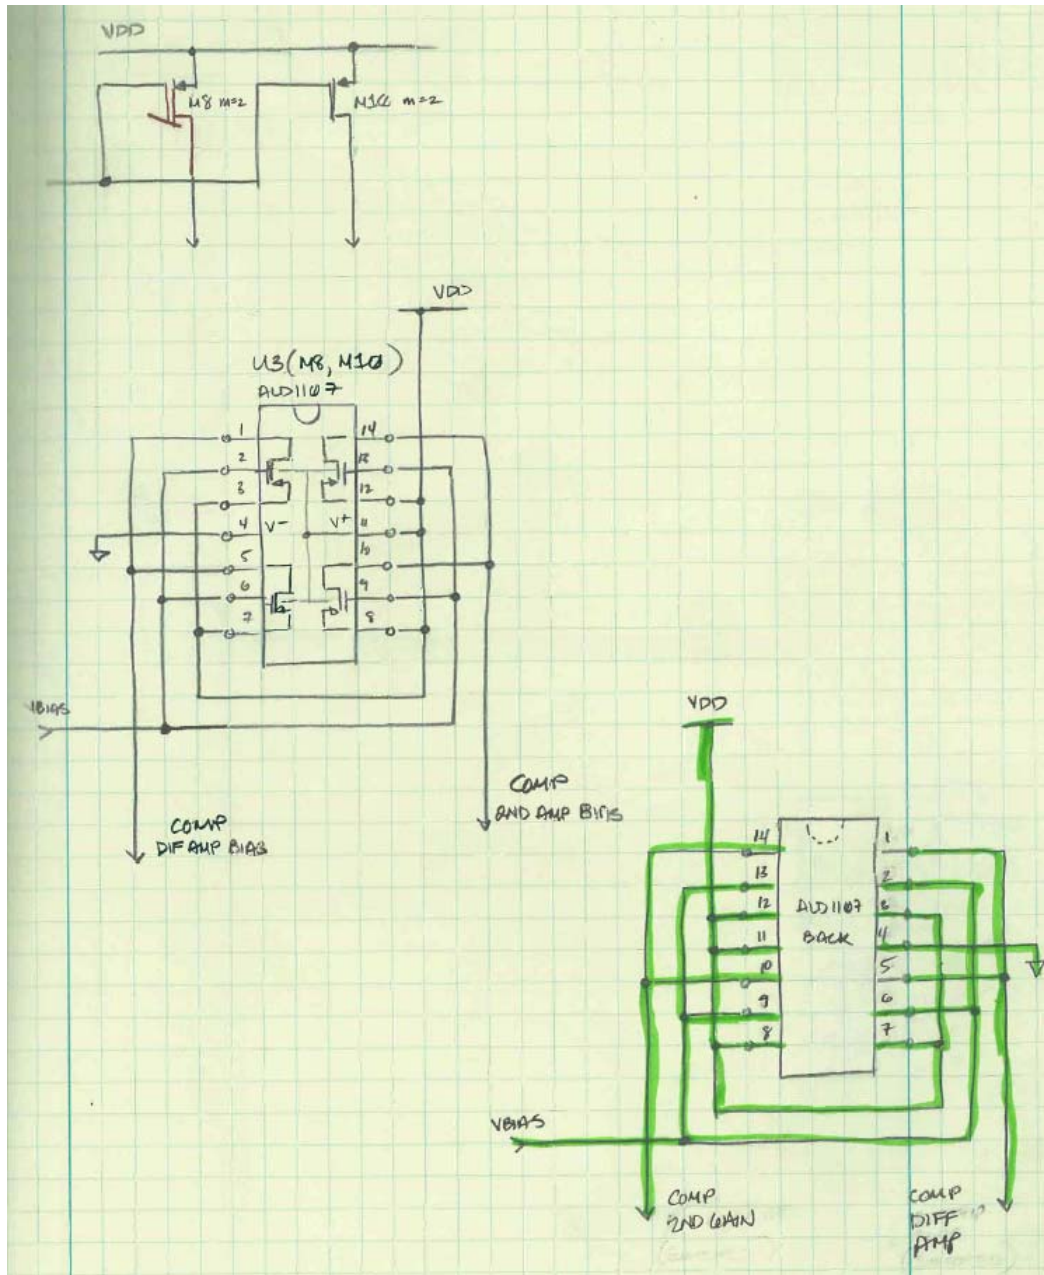 VDD
M8 m=2
M10 m=2
VDD
U3(M8, M10)
ALD1107
1 14
2 13
3 12
4 V- V+ 11
5 10
6 9
7 8
VBIAS
COMP
DIF AMP BIAS
COMP
2ND AMP BIAS
VDD
14 1
13 2
12 ALD1107 3
11 BACK 4
10 5
9 6
8 7
VBIAS
COMP
2ND GAIN
COMP
DIFF
AMP